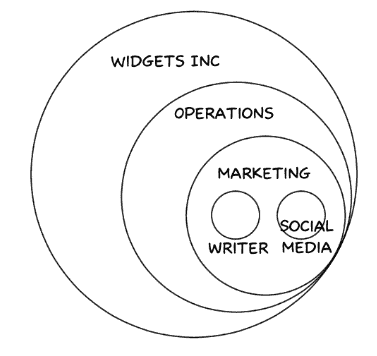 WIDGETS INC
OPERATIONS
MARKETING
SOCIAL
WRITER MEDIA